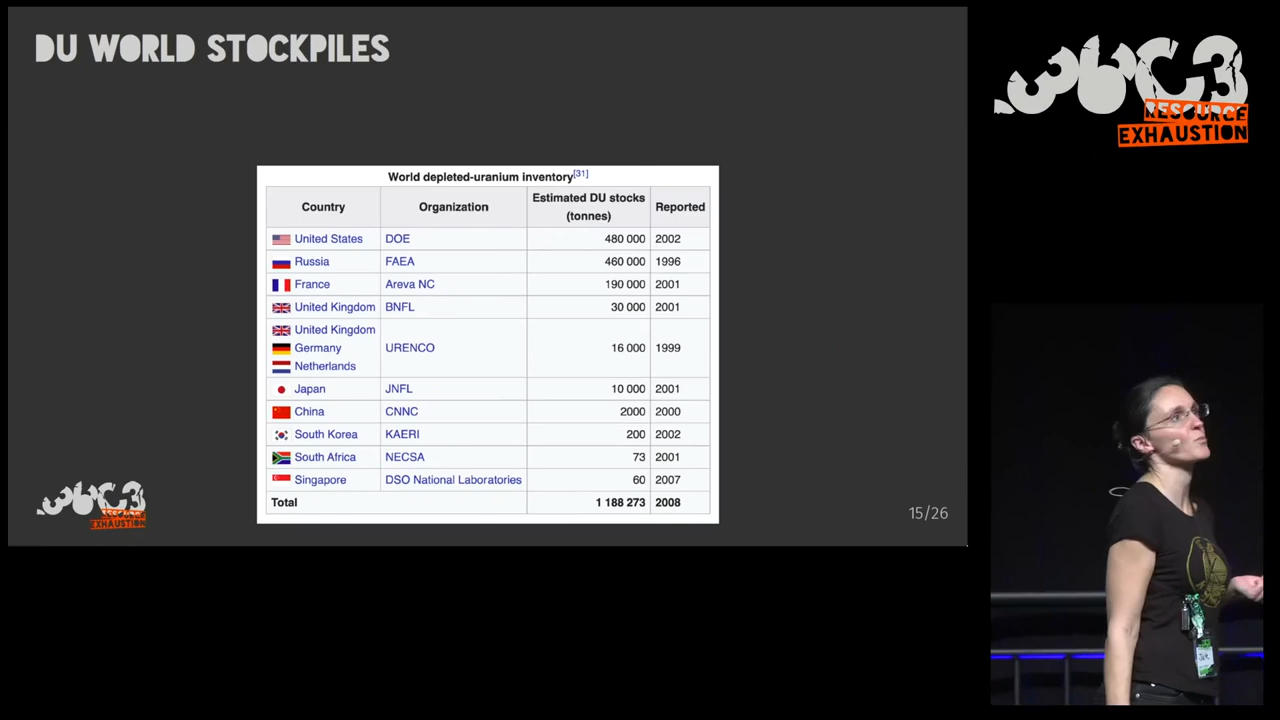 DU WORLD STOCKPILES
World depleted-uranium inventory[31]
Country Organization Estimated DU stocks (tonnes) Reported
United States DOE 480 000 2002
Russia FAEA 460 000 1996
France Areva NC 190 000 2001
United Kingdom BNFL 30 000 2001
United Kingdom
Germany URENCO 16 000 1999
Netherlands
Japan JNFL 10 000 2001
China CNNC 2000 2000
South Korea KAERI 200 2002
South Africa NECSA 73 2001
Singapore DSO National Laboratories 60 2007
Total 1 188 273 2008
36C3
RESOURCE
EXHAUSTION
15/26
36C3
RESOURCE
EXHAUSTION